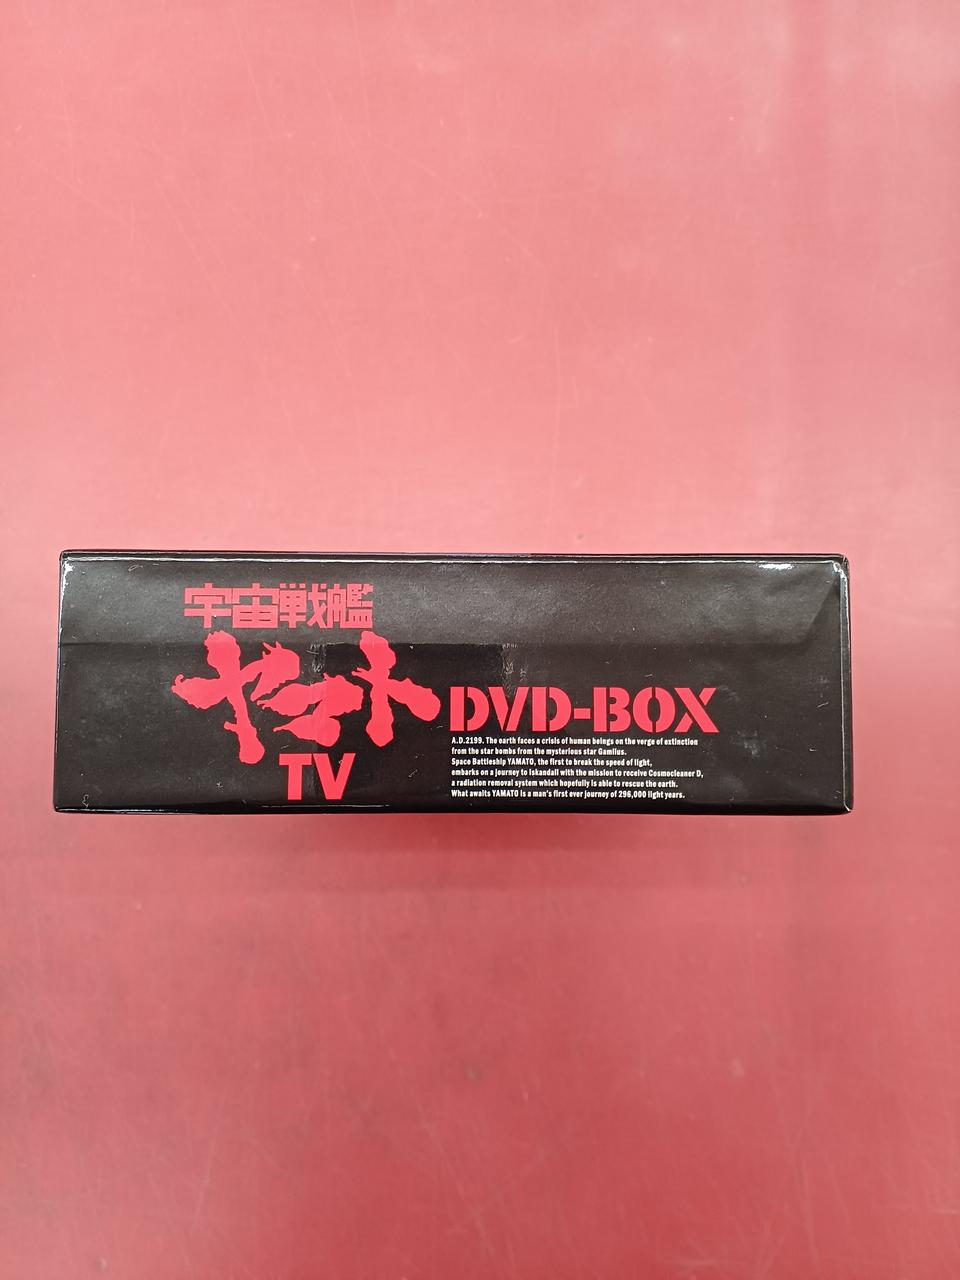 宇宙戦艦
ヤマト
TV
DVD-BOX
A.D.2199. The earth faces a crisis of human beings on the verge of extinction
from the star bombs from the mysterious star Gamilus.
Space Battleship YAMATO, the first to break the speed of light,
embarks on a journey to Iskandall with the mission to receive Cosmocleaner D,
a radiation removal system which hopefully is able to rescue the earth.
What awaits YAMATO is a man's first ever journey of 296,000 light years.